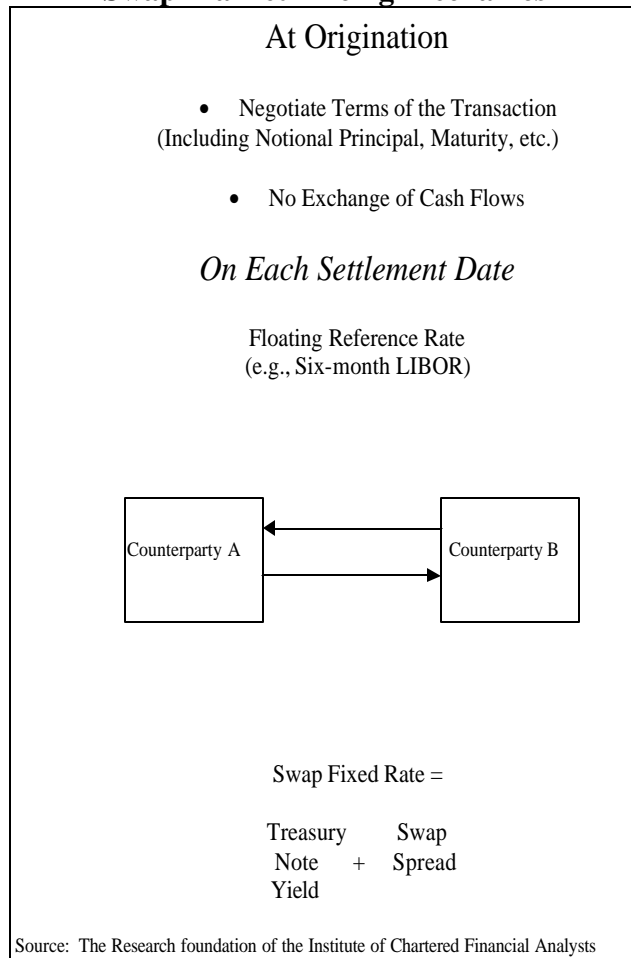 At Origination
• Negotiate Terms of the Transaction
(Including Notional Principal, Maturity, etc.)
• No Exchange of Cash Flows
On Each Settlement Date
Floating Reference Rate
(e.g., Six-month LIBOR)
Counterparty A
Counterparty B
Swap Fixed Rate =
Treasury Swap
Note + Spread
Yield
Source: The Research foundation of the Institute of Chartered Financial Analysts